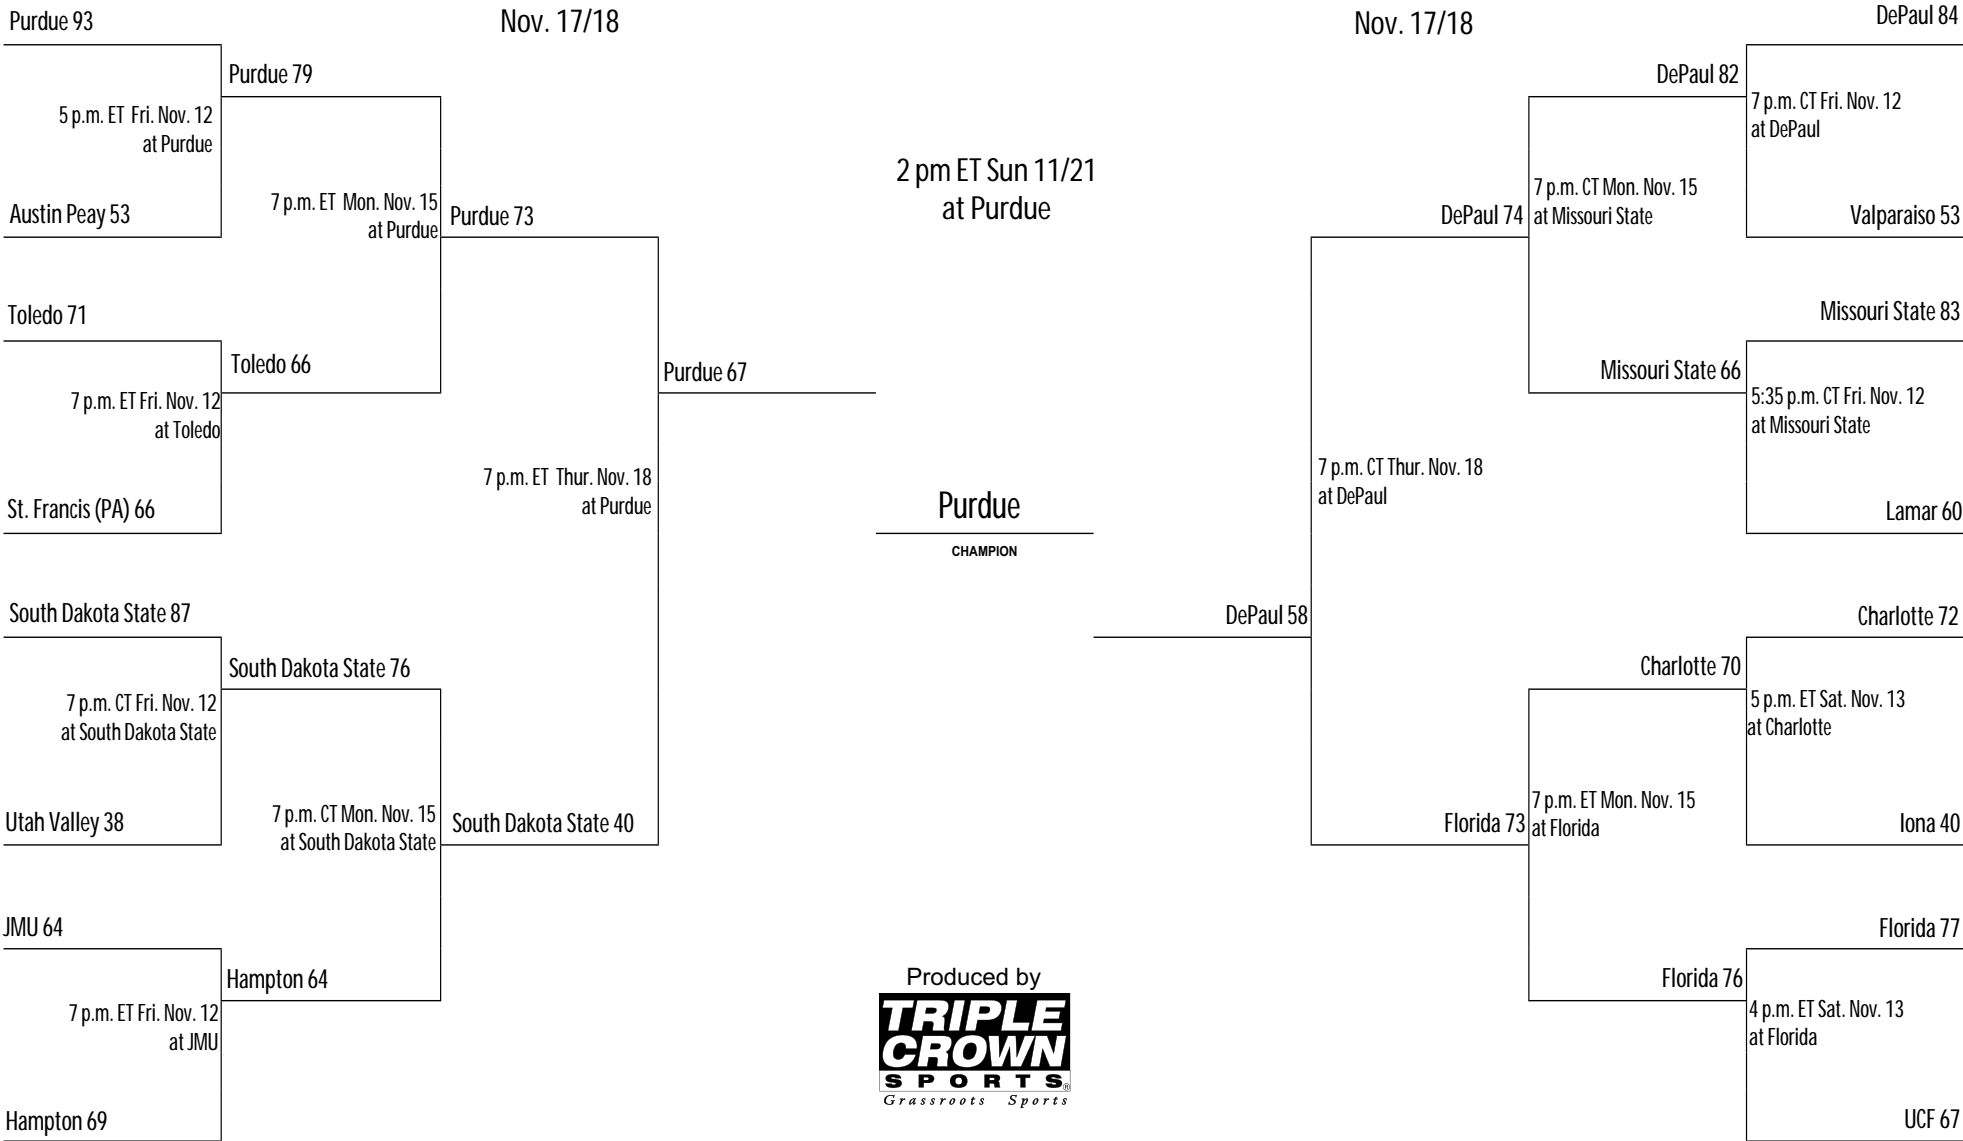 Purdue 93
Nov. 17/18
Nov. 17/18
DePaul 84
Purdue 79
DePaul 82
5 p.m. ET Fri. Nov. 12
at Purdue
7 p.m. CT Fri. Nov. 12
at DePaul
2 pm ET Sun 11/21
at Purdue
Austin Peay 53
7 p.m. ET Mon. Nov. 15
at Purdue
Purdue 73
DePaul 74
7 p.m. CT Mon. Nov. 15
at Missouri State
Valparaiso 53
Toledo 71
Missouri State 83
Toledo 66
Purdue 67
Missouri State 66
7 p.m. ET Fri. Nov. 12
at Toledo
5:35 p.m. CT Fri. Nov. 12
at Missouri State
7 p.m. ET Thur. Nov. 18
at Purdue
7 p.m. CT Thur. Nov. 18
at DePaul
St. Francis (PA) 66
Purdue
CHAMPION
Lamar 60
South Dakota State 87
DePaul 58
Charlotte 72
South Dakota State 76
Charlotte 70
7 p.m. CT Fri. Nov. 12
at South Dakota State
5 p.m. ET Sat. Nov. 13
at Charlotte
Utah Valley 38
7 p.m. CT Mon. Nov. 15
at South Dakota State
South Dakota State 40
Florida 73
7 p.m. ET Mon. Nov. 15
at Florida
Iona 40
JMU 64
Florida 77
Hampton 64
Florida 76
7 p.m. ET Fri. Nov. 12
at JMU
4 p.m. ET Sat. Nov. 13
at Florida
Hampton 69
UCF 67
Produced by
TRIPLE
CROWN
SPORTS®
Grassroots Sports